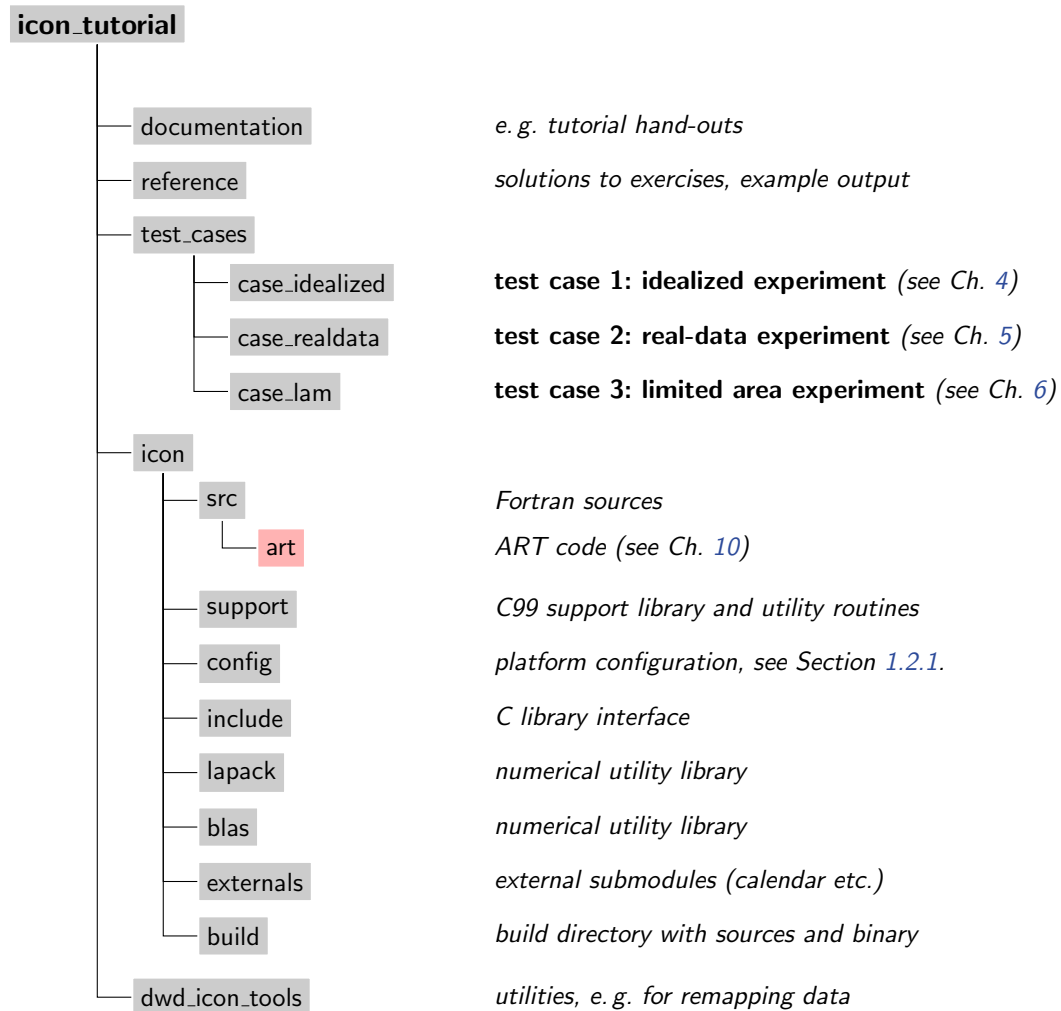 icon_tutorial
documentation e. g. tutorial hand-outs
reference solutions to exercises, example output
test_cases
case_idealized test case 1: idealized experiment (see Ch. 4)
case_realdata test case 2: real-data experiment (see Ch. 5)
case_lam test case 3: limited area experiment (see Ch. 6)
icon
src Fortran sources
art ART code (see Ch. 10)
support C99 support library and utility routines
config platform configuration, see Section 1.2.1.
include C library interface
lapack numerical utility library
blas numerical utility library
externals external submodules (calendar etc.)
build build directory with sources and binary
dwd_icon_tools utilities, e. g. for remapping data